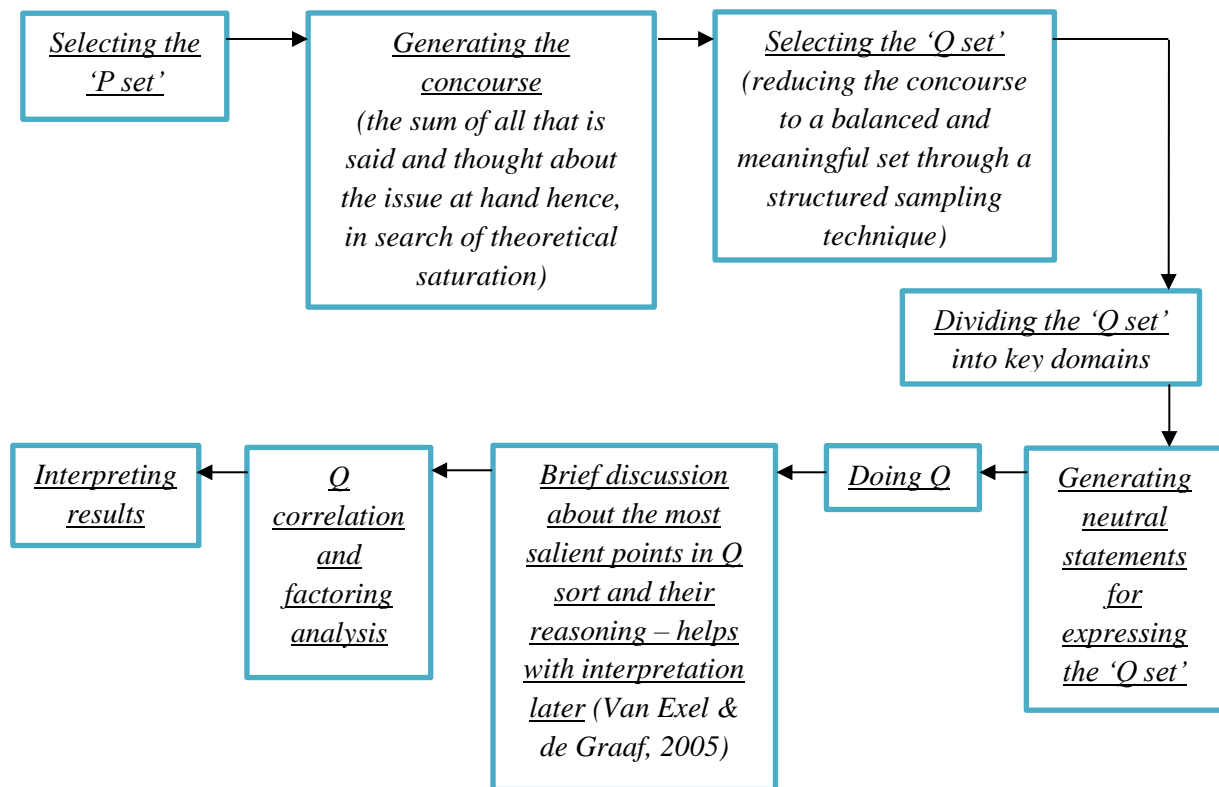 Selecting the
‘P set’
Generating the
concourse
(the sum of all that is
said and thought about
the issue at hand hence,
in search of theoretical
saturation)
Selecting the ‘Q set’
(reducing the concourse
to a balanced and
meaningful set through a
structured sampling
technique)
Dividing the ‘Q set’
into key domains
Generating
neutral
statements
for
expressing
the ‘Q set’
Doing Q
Brief discussion
about the most
salient points in Q
sort and their
reasoning – helps
with interpretation
later (Van Exel &
de Graaf, 2005)
Q
correlation
and
factoring
analysis
Interpreting
results